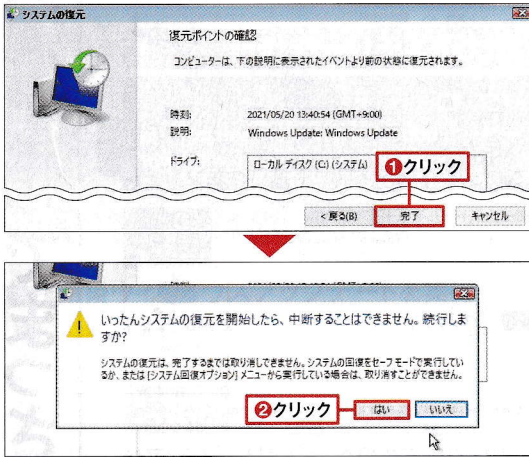 システムの復元
復元ポイントの確認
コンピューターは、下の説明に表示されたイベントより前の状態に復元されます。
時刻: 2021/05/20 13:40:54 (GMT+9:00)
説明: Windows Update: Windows Update
ドライブ: ローカル ディスク (C:) (システム)
❶クリック
< 戻る(B) 完了 キャンセル
いったんシステムの復元を開始したら、中断することはできません。続行しま
すか?
システムの復元は、完了するまでは取り消しできません。システムの回復をセーフ モードで実行してい
るか、または [システム回復オプション] メニューから実行している場合は、取り消すことができません。
❷クリック はい いいえ